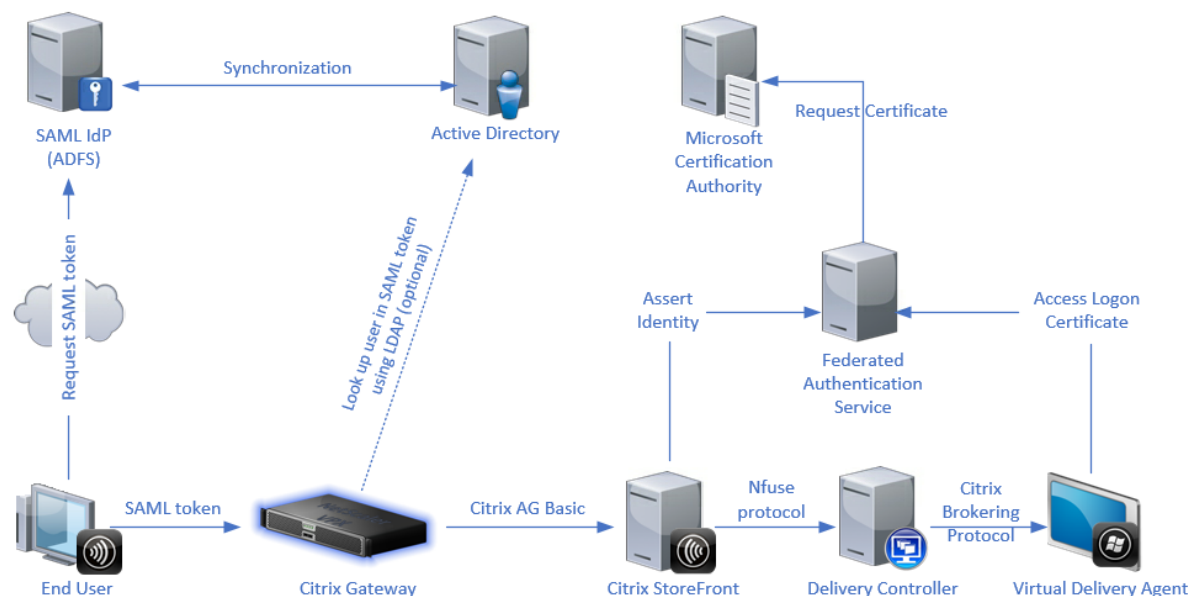 Synchronization
SAML IdP
(ADFS)
Active Directory
Request Certificate
Microsoft
Certification
Authority
Request SAML token
Look up user in SAML token
using LDAP (optional)
Assert
Identity
Access Logon
Certificate
Federated
Authentication
Service
SAML token
Citrix AG Basic
Nfuse
protocol
Citrix
Brokering
Protocol
End User
Citrix Gateway
Citrix StoreFront
Delivery Controller
Virtual Delivery Agent